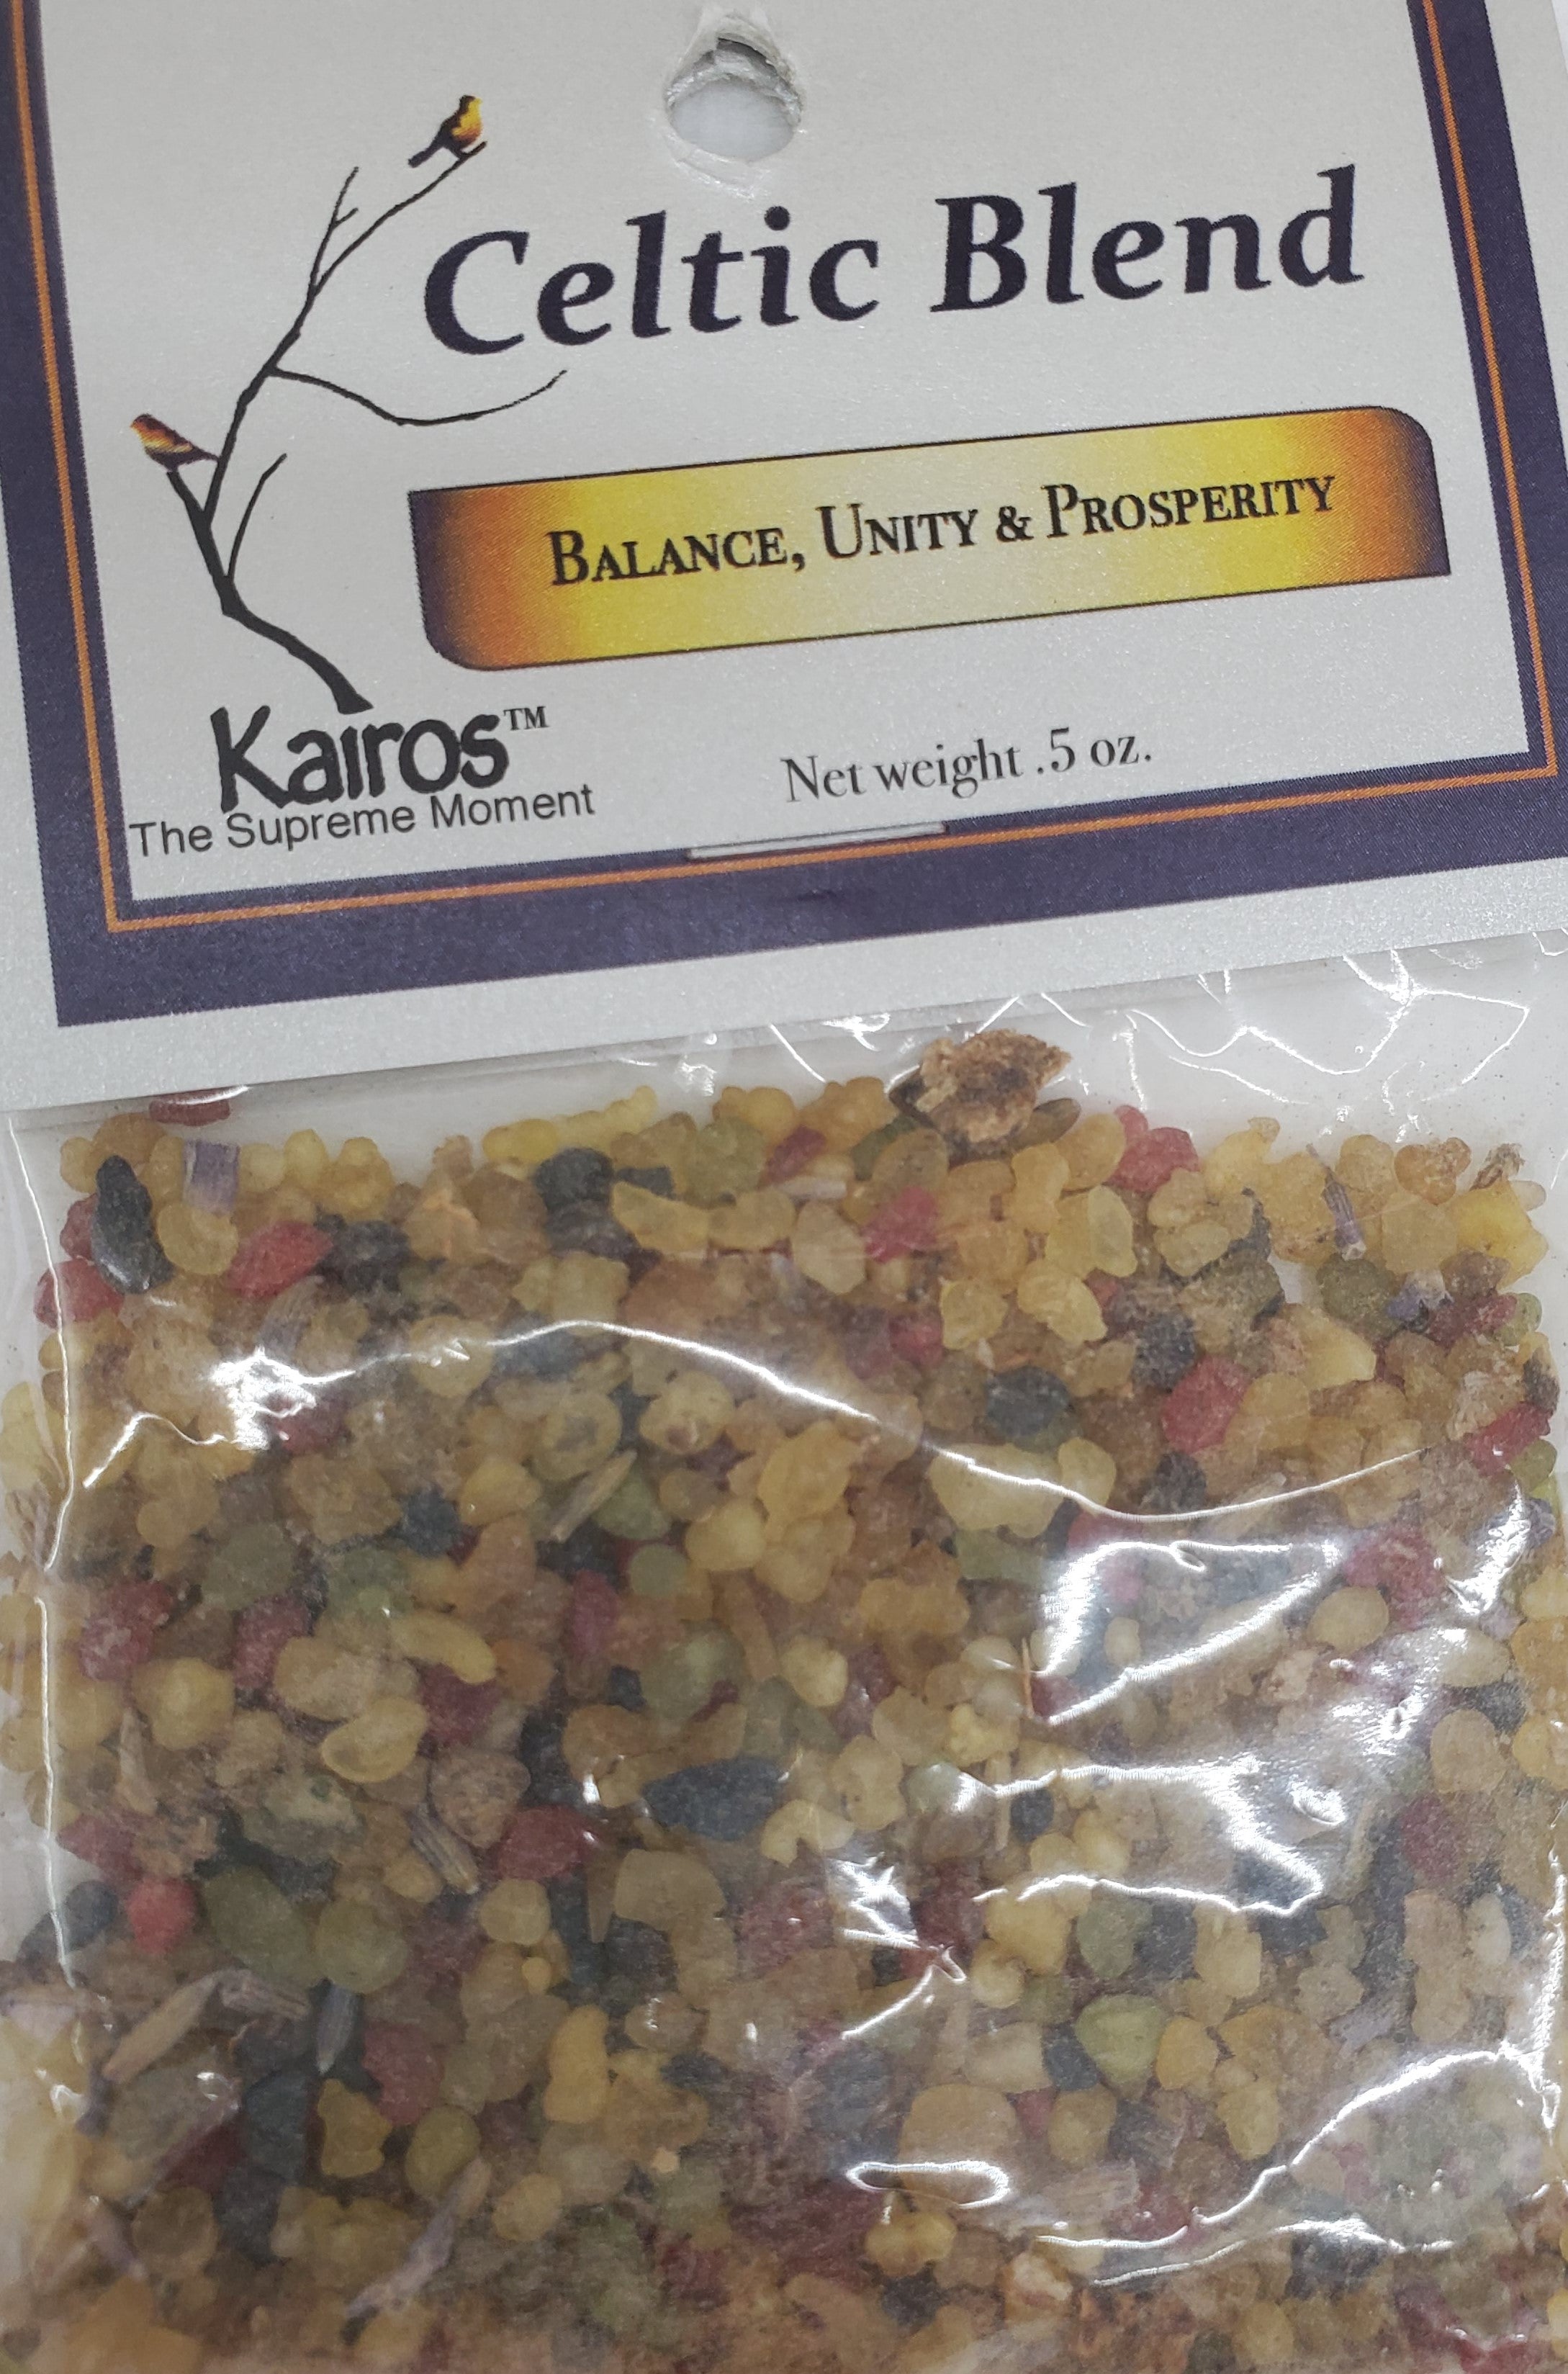 Celtic Blend
BALANCE, UNITY & PROSPERITY
Kairos™
The Supreme Moment
Net weight .5 oz.